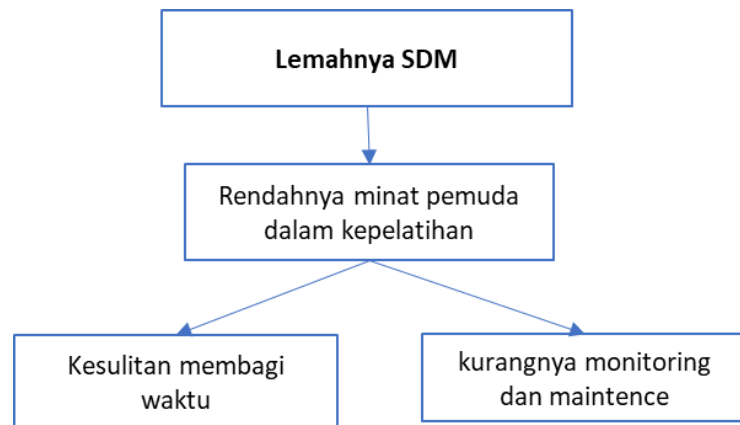 Lemahnya SDM
Rendahnya minat pemuda
dalam kepelatihan
Kesulitan membagi
waktu
kurangnya monitoring
dan maintence